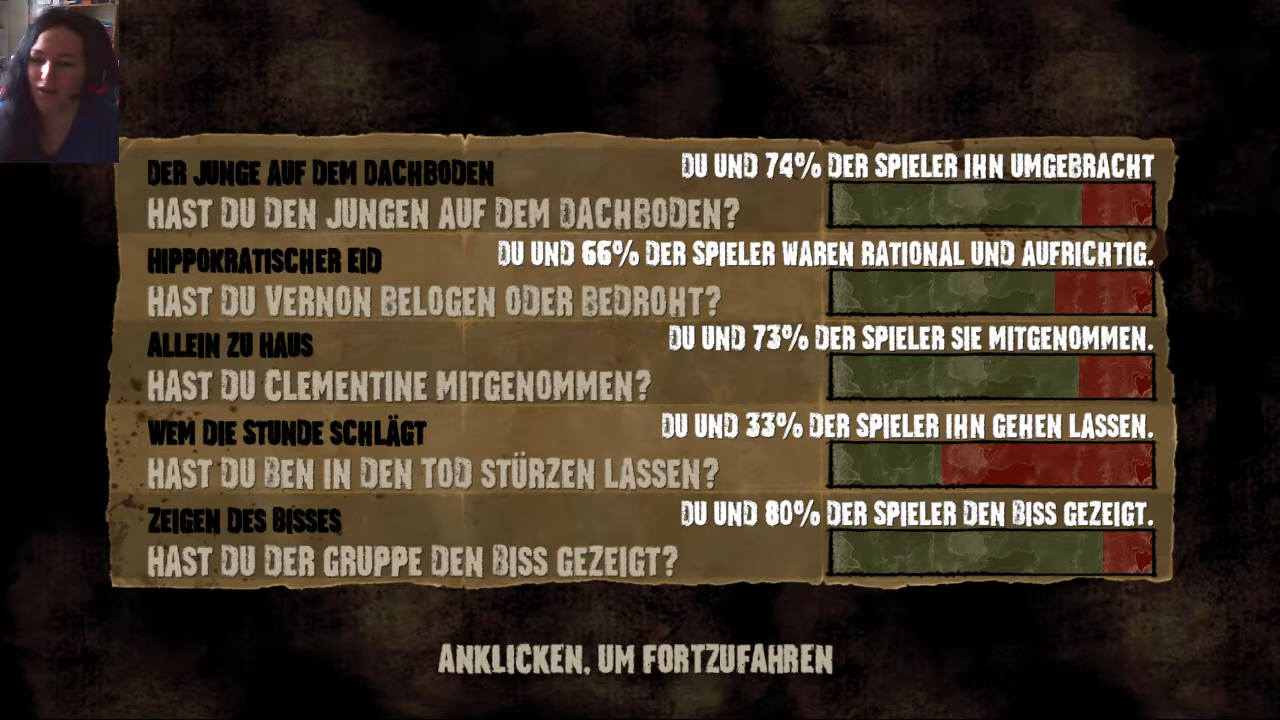 DER JUNGE AUF DEM DACHBODEN
DU UND 74% DER SPIELER IHN UMGEBRACHT
HAST DU DEN JUNGEN AUF DEM DACHBODEN?
HIPPOKRATISCHER EID
DU UND 66% DER SPIELER WAREN RATIONAL UND AUFRICHTIG.
HAST DU VERNON BELOGEN ODER BEDROHT?
ALLEIN ZU HAUS
DU UND 73% DER SPIELER SIE MITGENOMMEN.
HAST DU CLEMENTINE MITGENOMMEN?
WEM DIE STUNDE SCHLÄGT
DU UND 33% DER SPIELER IHN GEHEN LASSEN.
HAST DU BEN IN DEN TOD STÜRZEN LASSEN?
ZEIGEN DES BISSES
DU UND 80% DER SPIELER DEN BISS GEZEIGT.
HAST DU DER GRUPPE DEN BISS GEZEIGT?
ANKLICKEN, UM FORTZUFAHREN